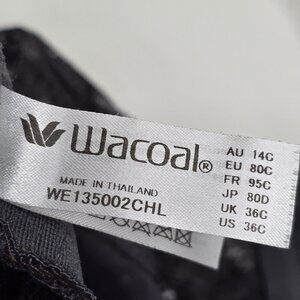 Wacoal®
MADE IN THAILAND
WE135002CHL
AU 14C
EU 80C
FR 95C
JP 80D
UK 36C
US 36C